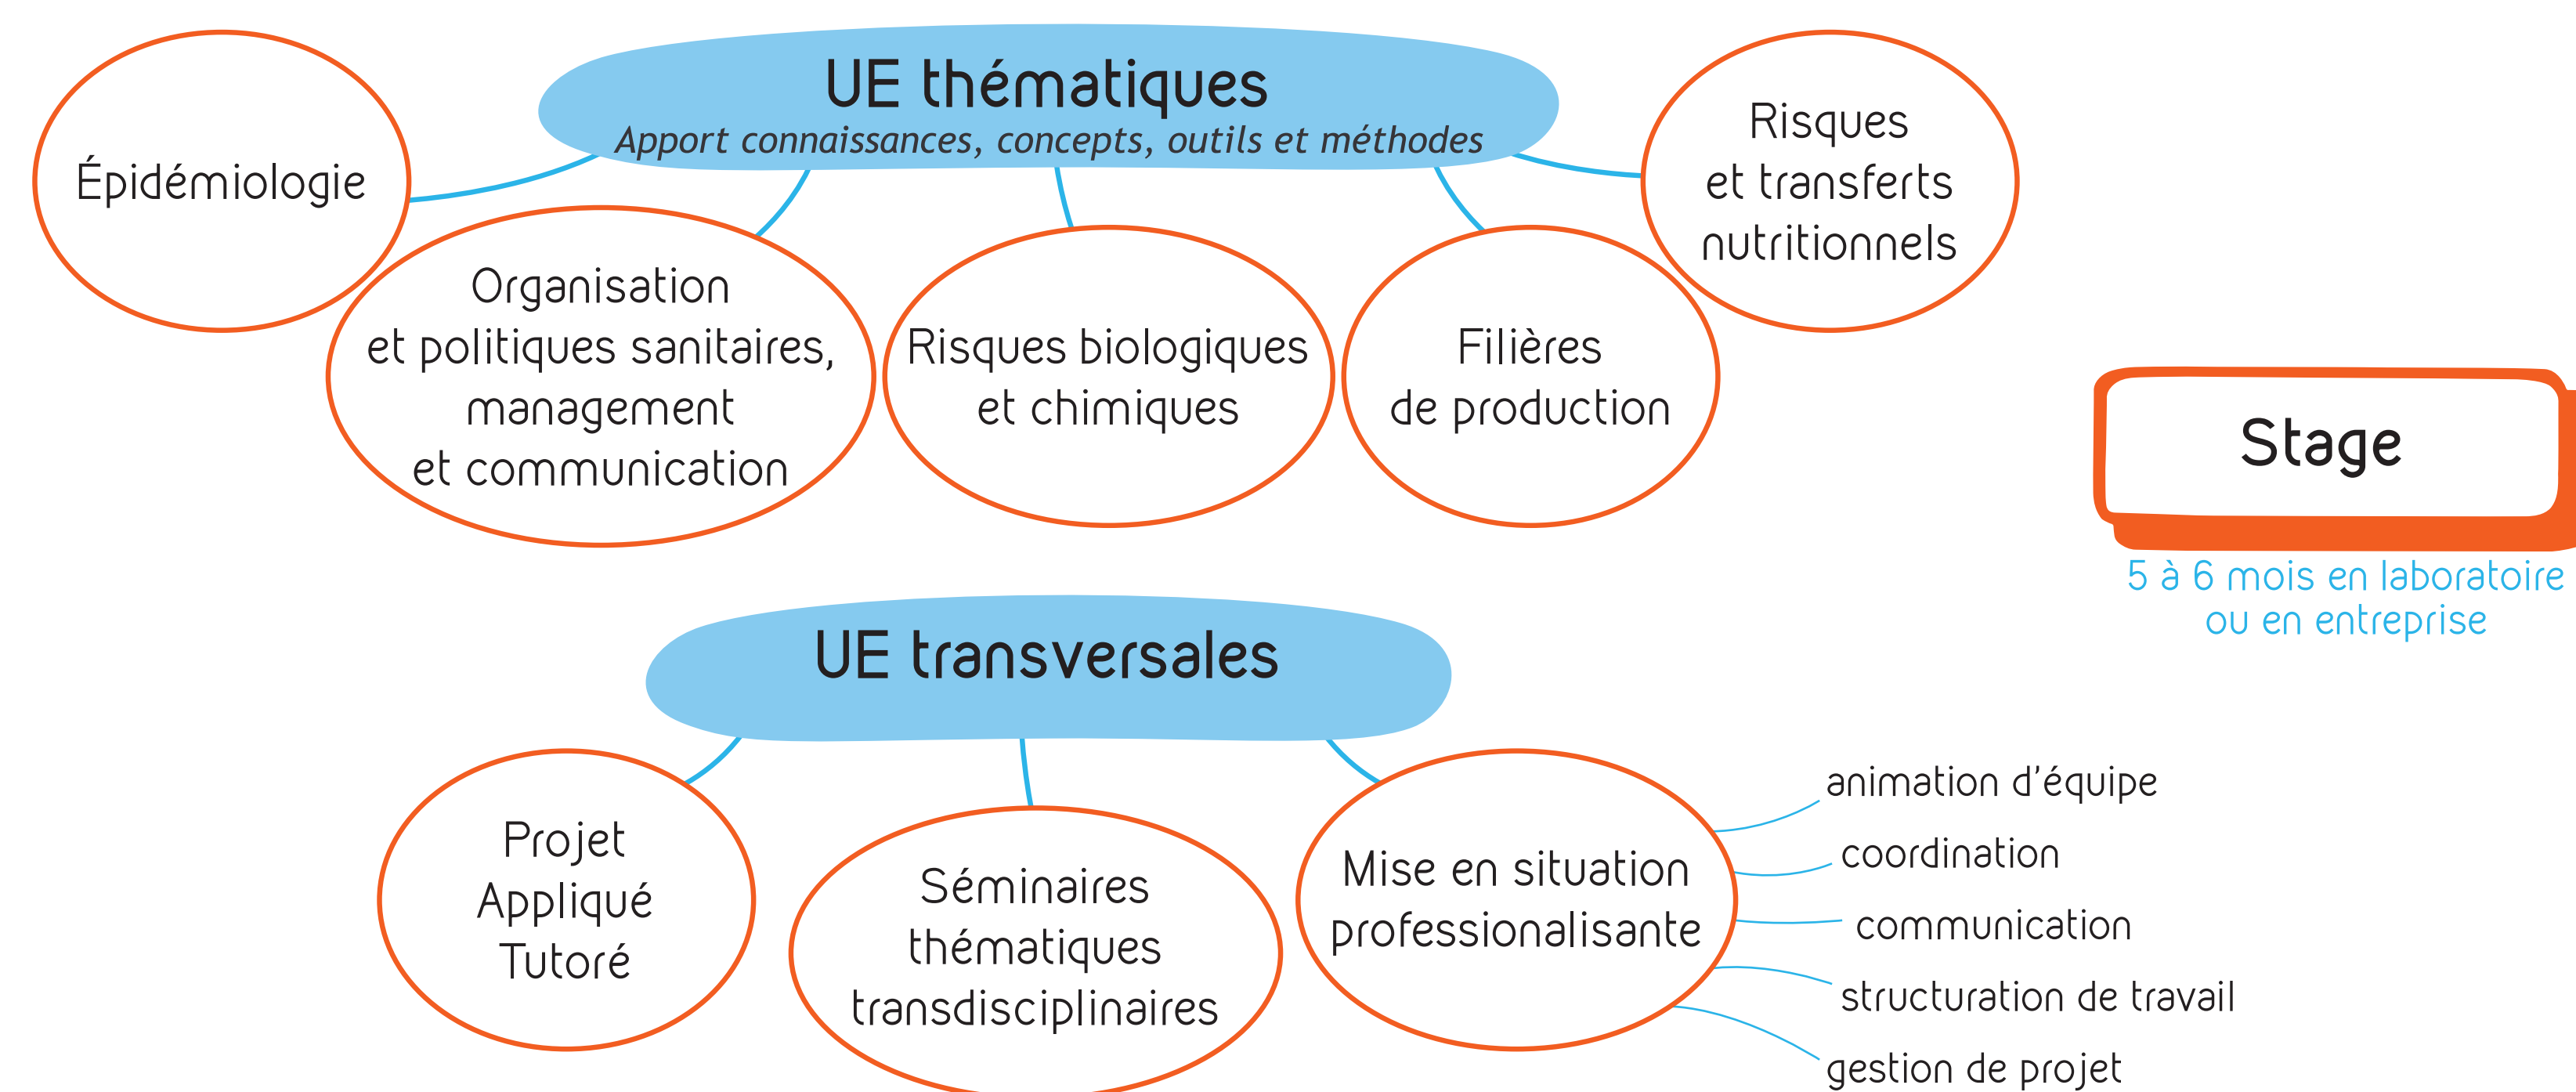 UE thématiques
Apport connaissances, concepts, outils et méthodes
Épidémiologie
Organisation
et politiques sanitaires,
management
et communication
Risques biologiques
et chimiques
Filières
de production
Risques
et transferts
nutritionnels
Stage
5 à 6 mois en laboratoire
ou en entreprise
UE transversales
Projet
Appliqué
Tutoré
Séminaires
thématiques
transdisciplinaires
Mise en situation
professionalisante
animation d'équipe
coordination
communication
structuration de travail
gestion de projet